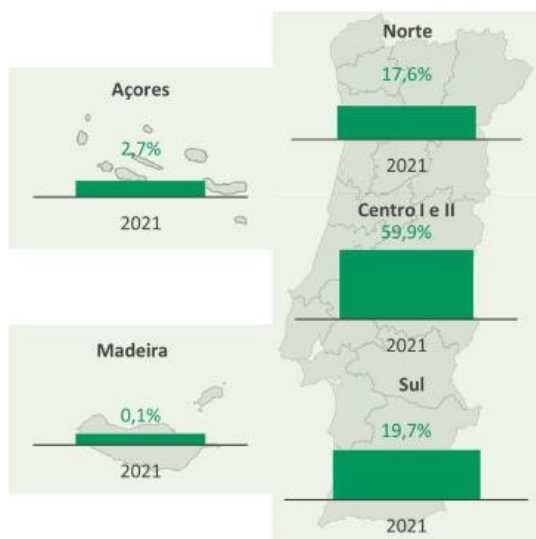 Norte
17,6%
2021
Açores
2,7%
2021
Centro I e II
59,9%
2021
Madeira
0,1%
2021
Sul
19,7%
2021